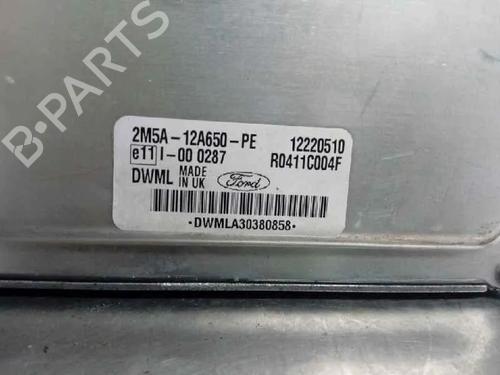 2M5A-12A650-PE 12220510
e11 I-00 0287 R0411C004F
DWML MADE IN UK Ford
·DWMLA30380858·
B-PARTS